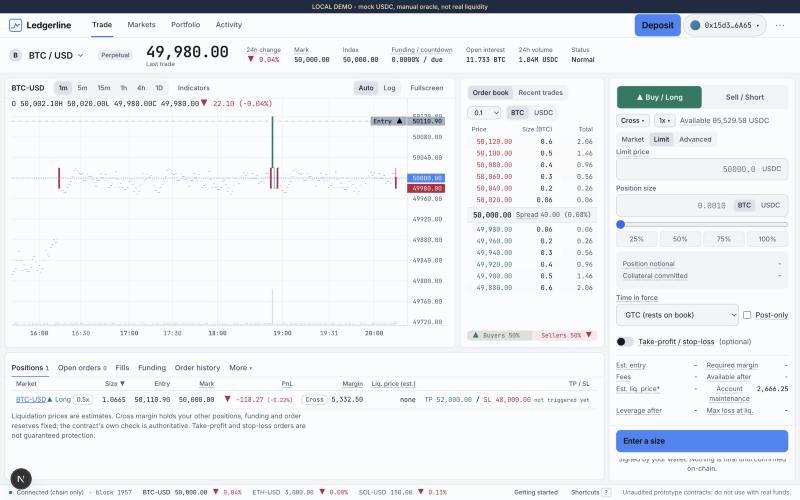 LOCAL DEMO - mock USDC, manual oracle, not real liquidity
Ledgerline Trade Markets Portfolio Activity Deposit 0x15d3…6A65 ▾ ···
B BTC / USD Perpetual 49,980.00 Last trade
24h change ▼ 0.04%
Mark 50,000.00
Index 50,000.00
Funding / countdown 0.0000% / due
Open interest 11.733 BTC
24h volume 1.04M USDC
Status Normal
BTC-USD 1m 5m 15m 1h 4h 1D Indicators Auto Log Fullscreen
O 50,002.10H 50,020.00L 49,980.00C 49,980.00▼ 22.10 (-0.04%)
Entry ▲ 50110.90
50080.00
50040.00
50000.00
49980.00
49960.00
49920.00
49880.00
49840.00
49800.00
49760.00
49720.00
16:00 16:30 17:00 17:30 18:00 18:30 19:00 19:31 20:00
Order book Recent trades
0.1 BTC USDC
Price Size (BTC) Total
50,120.00 0.6 2.06
50,100.00 0.5 1.46
50,080.00 0.4 0.96
50,060.00 0.3 0.56
50,040.00 0.2 0.26
50,020.00 0.06 0.06
50,000.00 Spread 40.00 (0.08%)
49,980.00 0.06 0.06
49,960.00 0.2 0.26
49,940.00 0.3 0.56
49,920.00 0.4 0.96
49,900.00 0.5 1.46
49,880.00 0.6 2.06
▲ Buyers 50% Sellers 50% ▼
▲ Buy / Long Sell / Short
Cross ▾ 1x ▾ Available 95,529.58 USDC
Market Limit Advanced
Limit price
50000.0 USDC
Position size
0.0010 BTC USDC
25% 50% 75% 100%
Position notional -
Collateral committed -
Time in force
GTC (rests on book) Post-only
Take-profit / stop-loss (optional)
Est. entry - Required margin -
Fees - Available after -
Est. liq. price* - Account maintenance 2,666.25
Leverage after - Max loss at liq. -
Enter a size
signed by your wallet. Nothing is final until confirmed on-chain.
Positions 1 Open orders 0 Fills Funding Order history More ▾
Market Size ▼ Entry Mark PnL Margin Liq. price (est.) TP / SL
BTC-USD ▲ Long 0.5x 1.0665 50,110.90 50,000.00 ▼ -118.27 (-0.22%) Cross 5,332.50 none TP 52,000.00 / SL 48,000.00 not triggered yet
Liquidation prices are estimates. Cross margin holds your other positions, funding and order
reserves fixed; the contract's own check is authoritative. Take-profit and stop-loss orders are
not guaranteed protection.
N
Connected (chain only) · block 1957 BTC-USD 50,000.00 ▼ 0.04% ETH-USD 3,000.00 ▼ 0.00% SOL-USD 150.00 ▼ 0.13% Getting started Shortcuts ? Unaudited prototype contracts: do not use with real funds.